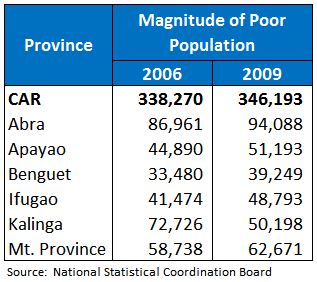 Province Magnitude of Poor Population
2006 2009
CAR 338,270 346,193
Abra 86,961 94,088
Apayao 44,890 51,193
Benguet 33,480 39,249
Ifugao 41,474 48,793
Kalinga 72,726 50,198
Mt. Province 58,738 62,671
Source: National Statistical Coordination Board